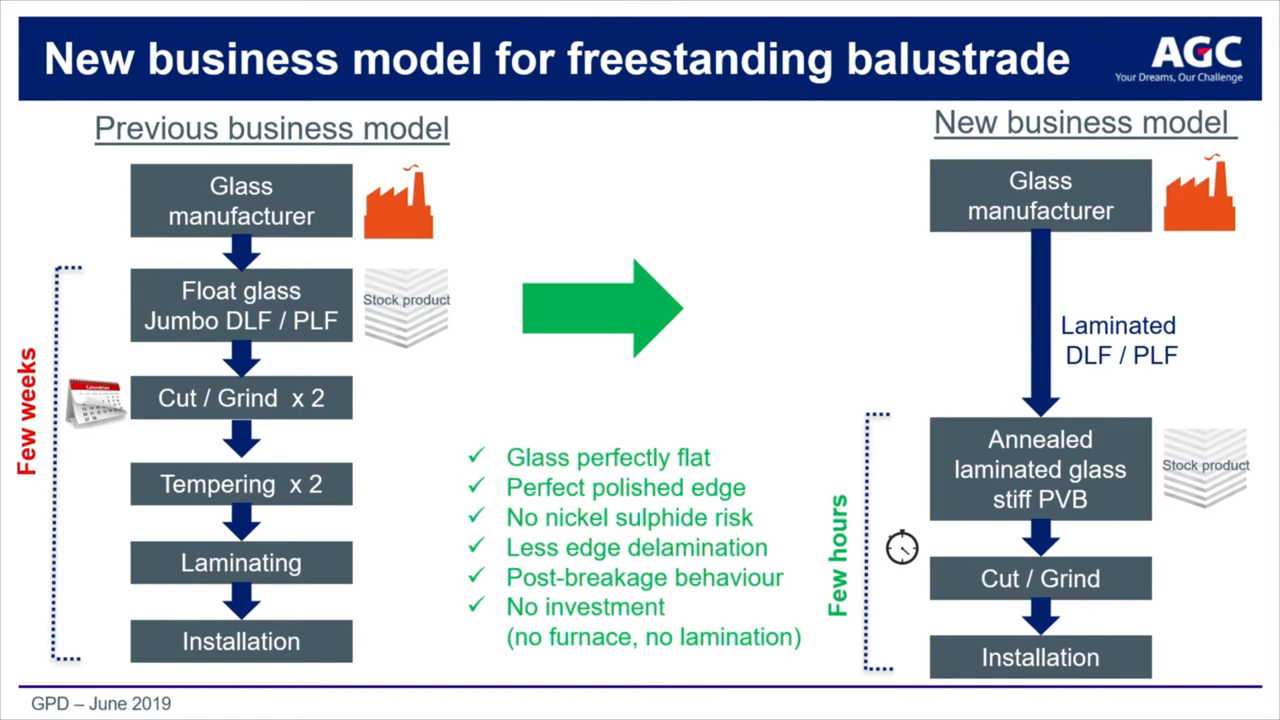 New business model for freestanding balustrade
AGC
Your Dreams, Our Challenge
Previous business model
Glass
manufacturer
Float glass
Jumbo DLF / PLF
Stock product
Few weeks
Cut / Grind x 2
Tempering x 2
Laminating
Installation
✓ Glass perfectly flat
✓ Perfect polished edge
✓ No nickel sulphide risk
✓ Less edge delamination
✓ Post-breakage behaviour
✓ No investment
(no furnace, no lamination)
New business model
Glass
manufacturer
Laminated
DLF / PLF
Annealed
laminated glass
stiff PVB
Stock product
Few hours
Cut / Grind
Installation
GPD – June 2019